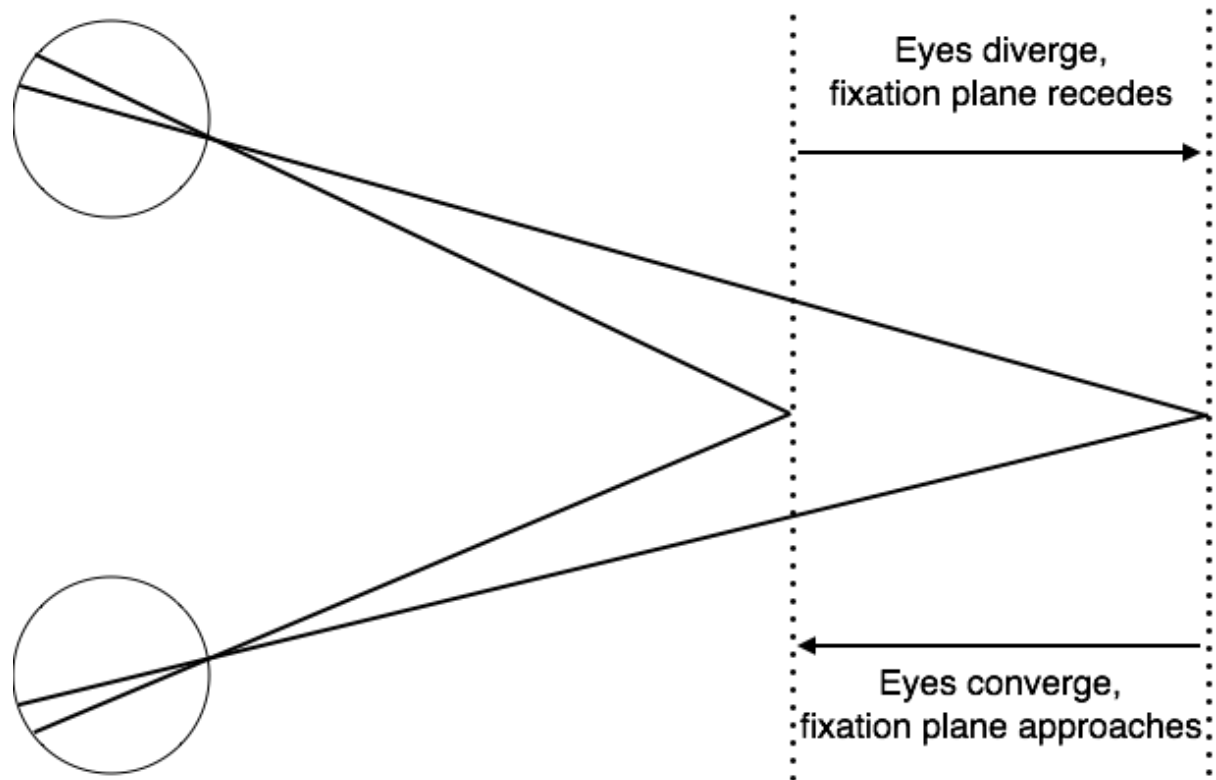 Eyes diverge,
fixation plane recedes
Eyes converge,
fixation plane approaches